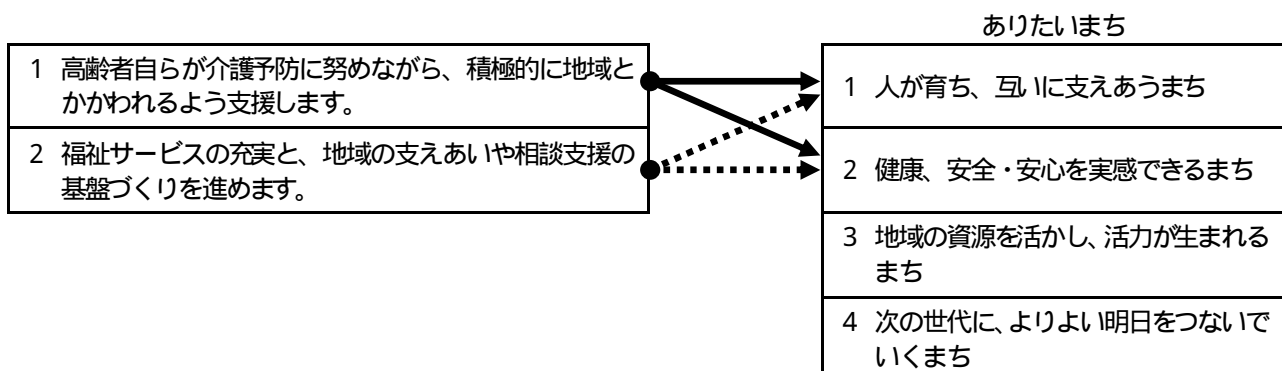 ありたいまち
1 高齢者自らが介護予防に努めながら、積極的に地域と
かかわれるよう支援します。
2 福祉サービスの充実と、地域の支えあいや相談支援の
基盤づくりを進めます。
1 人が育ち、互いに支えあうまち
2 健康、安全・安心を実感できるまち
3 地域の資源を活かし、活力が生まれる
まち
4 次の世代に、よりよい明日をつないで
いくまち